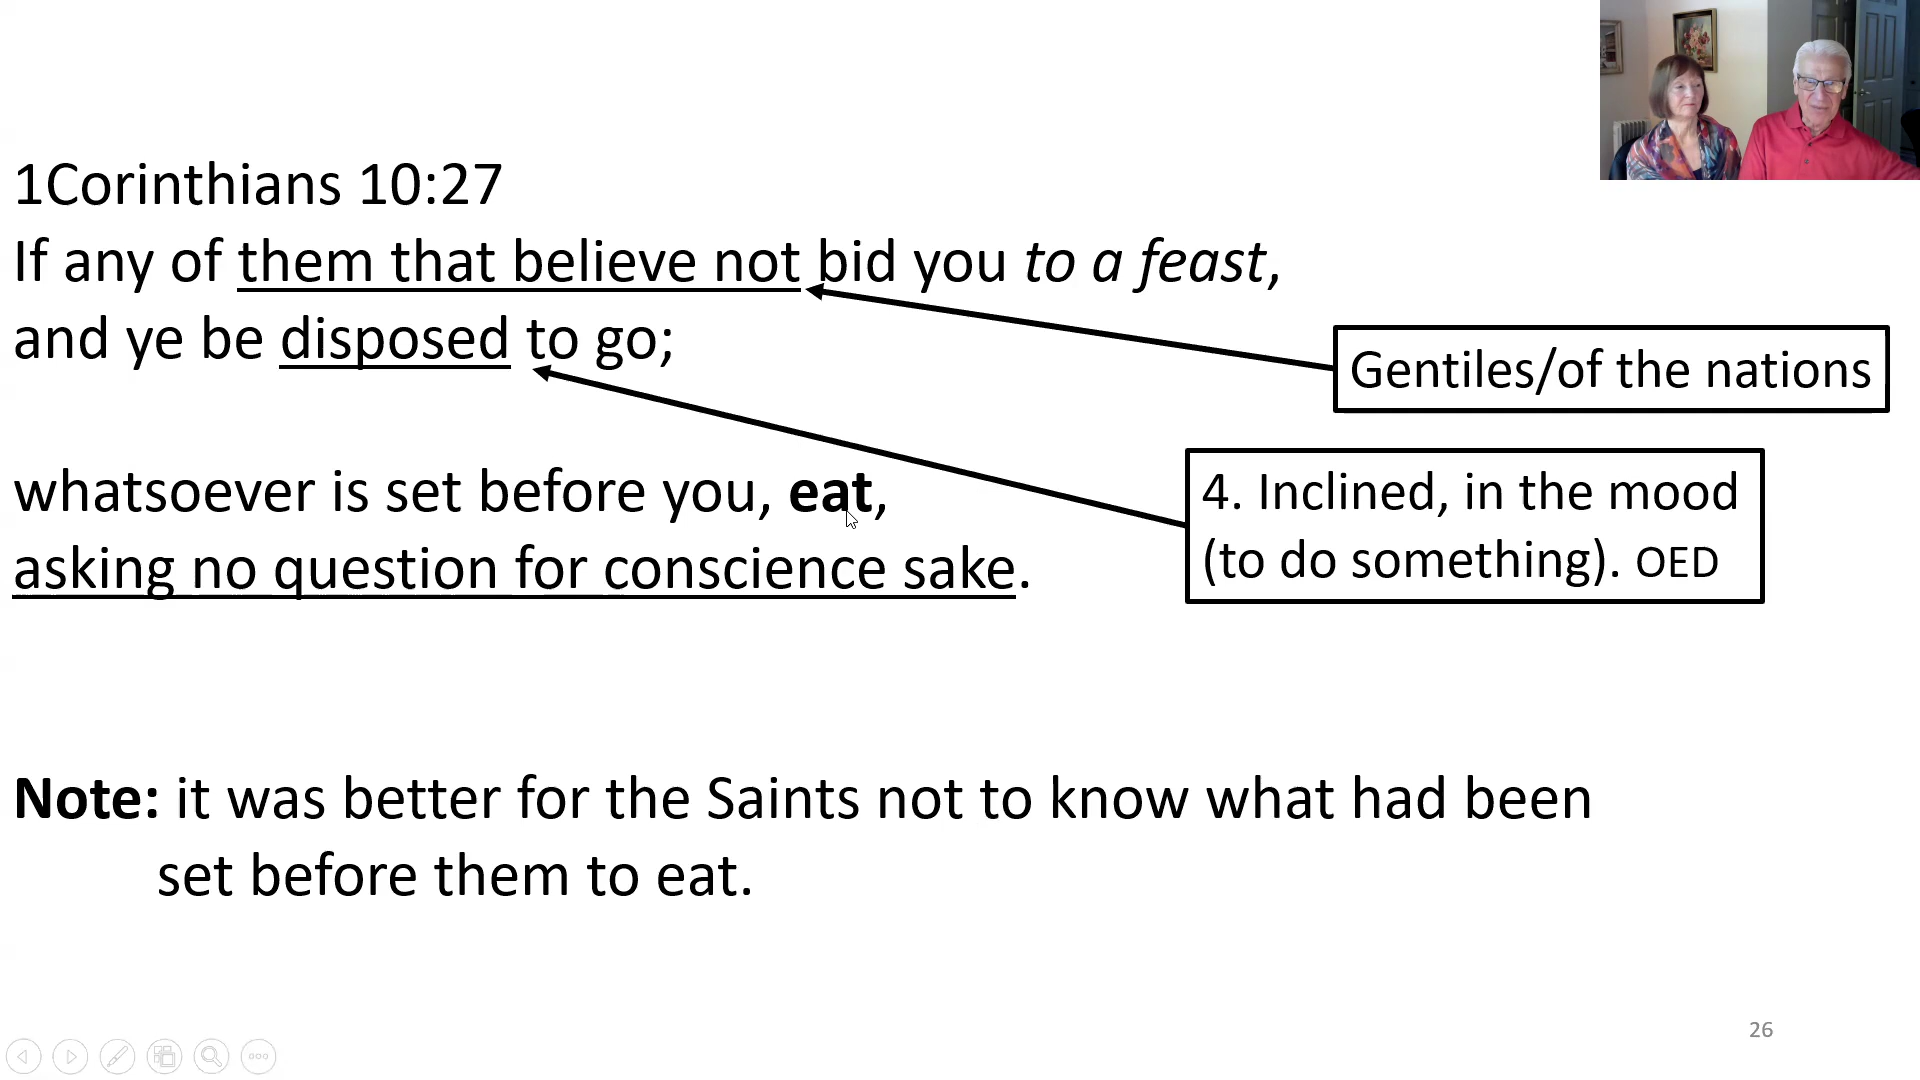 1Corinthians 10:27
If any of them that believe not bid you to a feast,
and ye be disposed to go;
Gentiles/of the nations
whatsoever is set before you, eat,
asking no question for conscience sake.
4. Inclined, in the mood
(to do something). OED
Note: it was better for the Saints not to know what had been
set before them to eat.
26